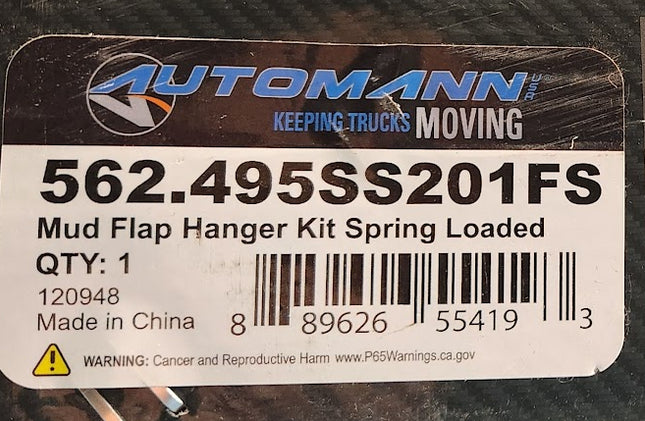 AUTOMANN USA
KEEPING TRUCKS MOVING
562.495SS201FS
Mud Flap Hanger Kit Spring Loaded
QTY: 1
120948
Made in China
8 89626 55419 3
WARNING: Cancer and Reproductive Harm www.P65Warnings.ca.gov